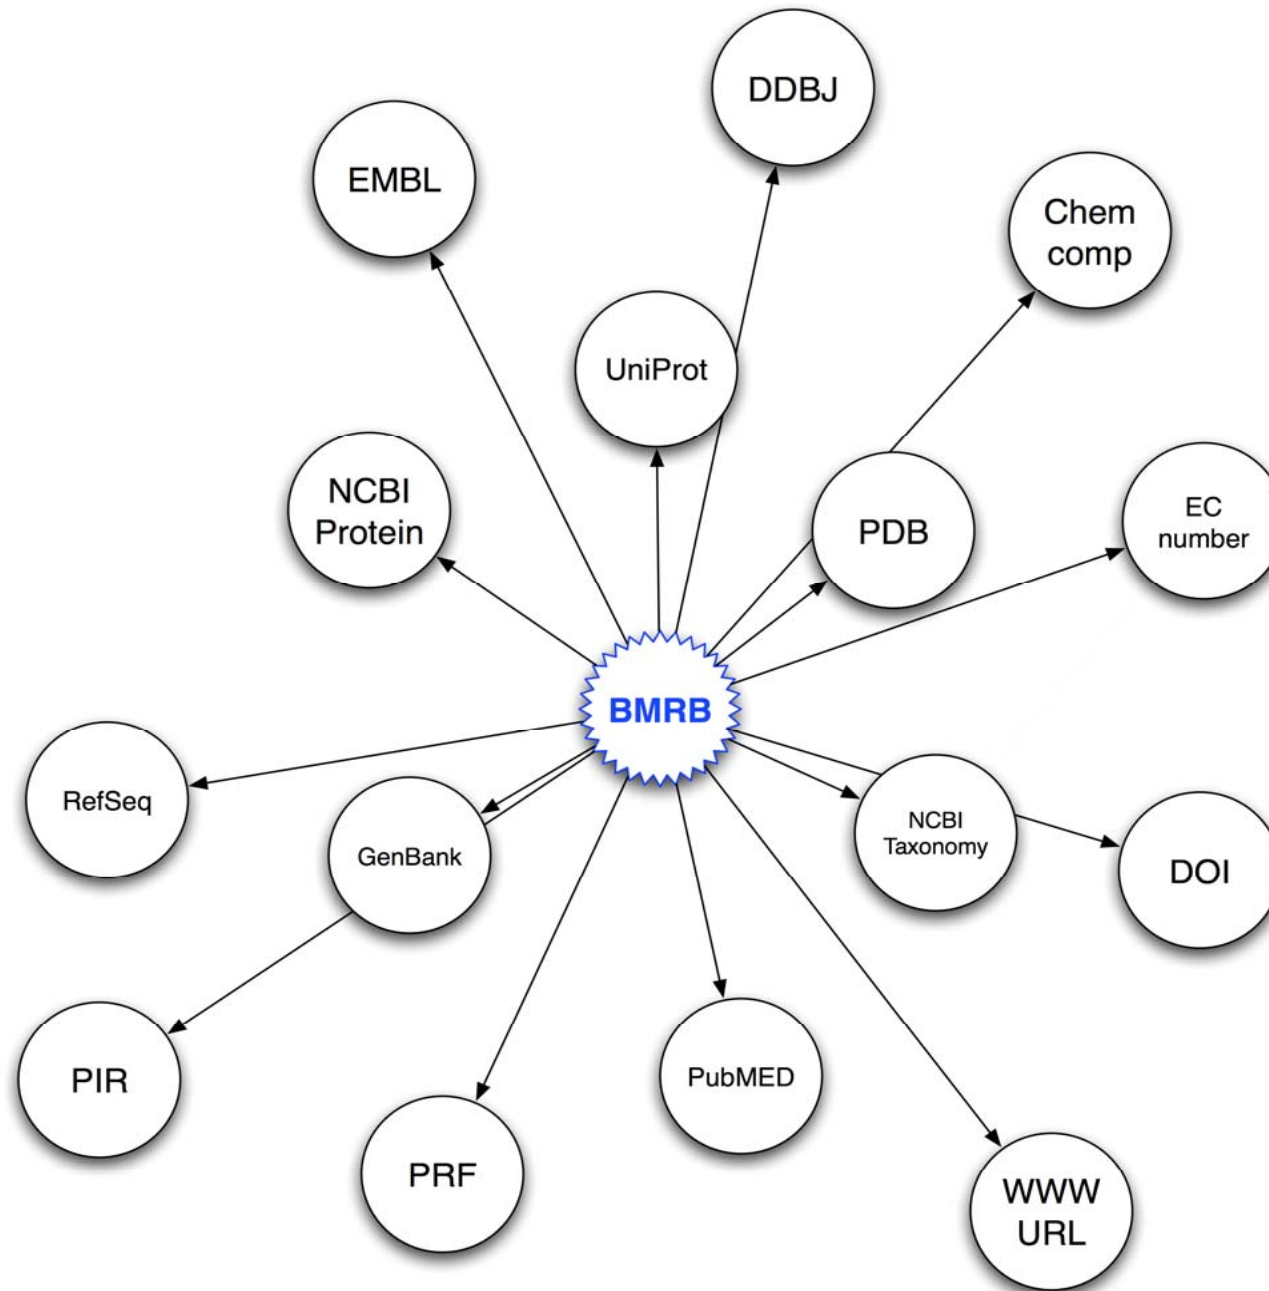 DDBJ
EMBL
Chem
comp
UniProt
NCBI
Protein
PDB
EC
number
BMRB
RefSeq
GenBank
NCBI
Taxonomy
DOI
PIR
PRF
PubMED
WWW
URL